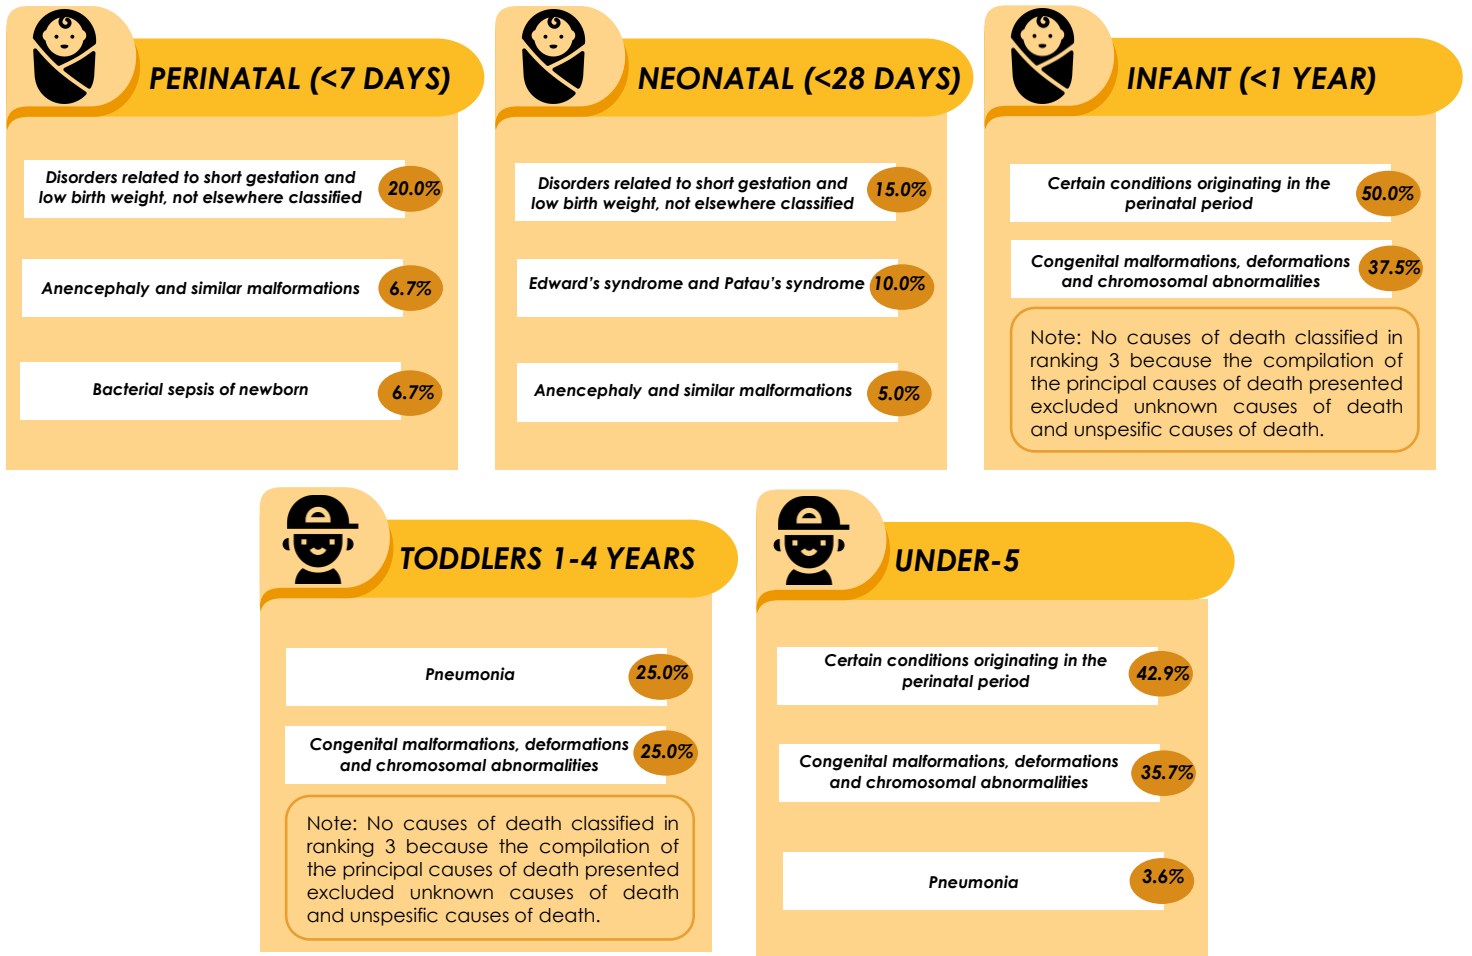 PERINATAL (<7 DAYS)
Disorders related to short gestation and
low birth weight, not elsewhere classified
20.0%
Anencephaly and similar malformations
6.7%
Bacterial sepsis of newborn
6.7%
NEONATAL (<28 DAYS)
Disorders related to short gestation and
low birth weight, not elsewhere classified
15.0%
Edward's syndrome and Patau's syndrome
10.0%
Anencephaly and similar malformations
5.0%
INFANT (<1 YEAR)
Certain conditions originating in the
perinatal period
50.0%
Congenital malformations, deformations
and chromosomal abnormalities
37.5%
Note: No causes of death classified in
ranking 3 because the compilation of
the principal causes of death presented
excluded unknown causes of death
and unspesific causes of death.
TODDLERS 1-4 YEARS
Pneumonia
25.0%
Congenital malformations, deformations
and chromosomal abnormalities
25.0%
Note: No causes of death classified in
ranking 3 because the compilation of
the principal causes of death presented
excluded unknown causes of death
and unspesific causes of death.
UNDER-5
Certain conditions originating in the
perinatal period
42.9%
Congenital malformations, deformations
and chromosomal abnormalities
35.7%
Pneumonia
3.6%